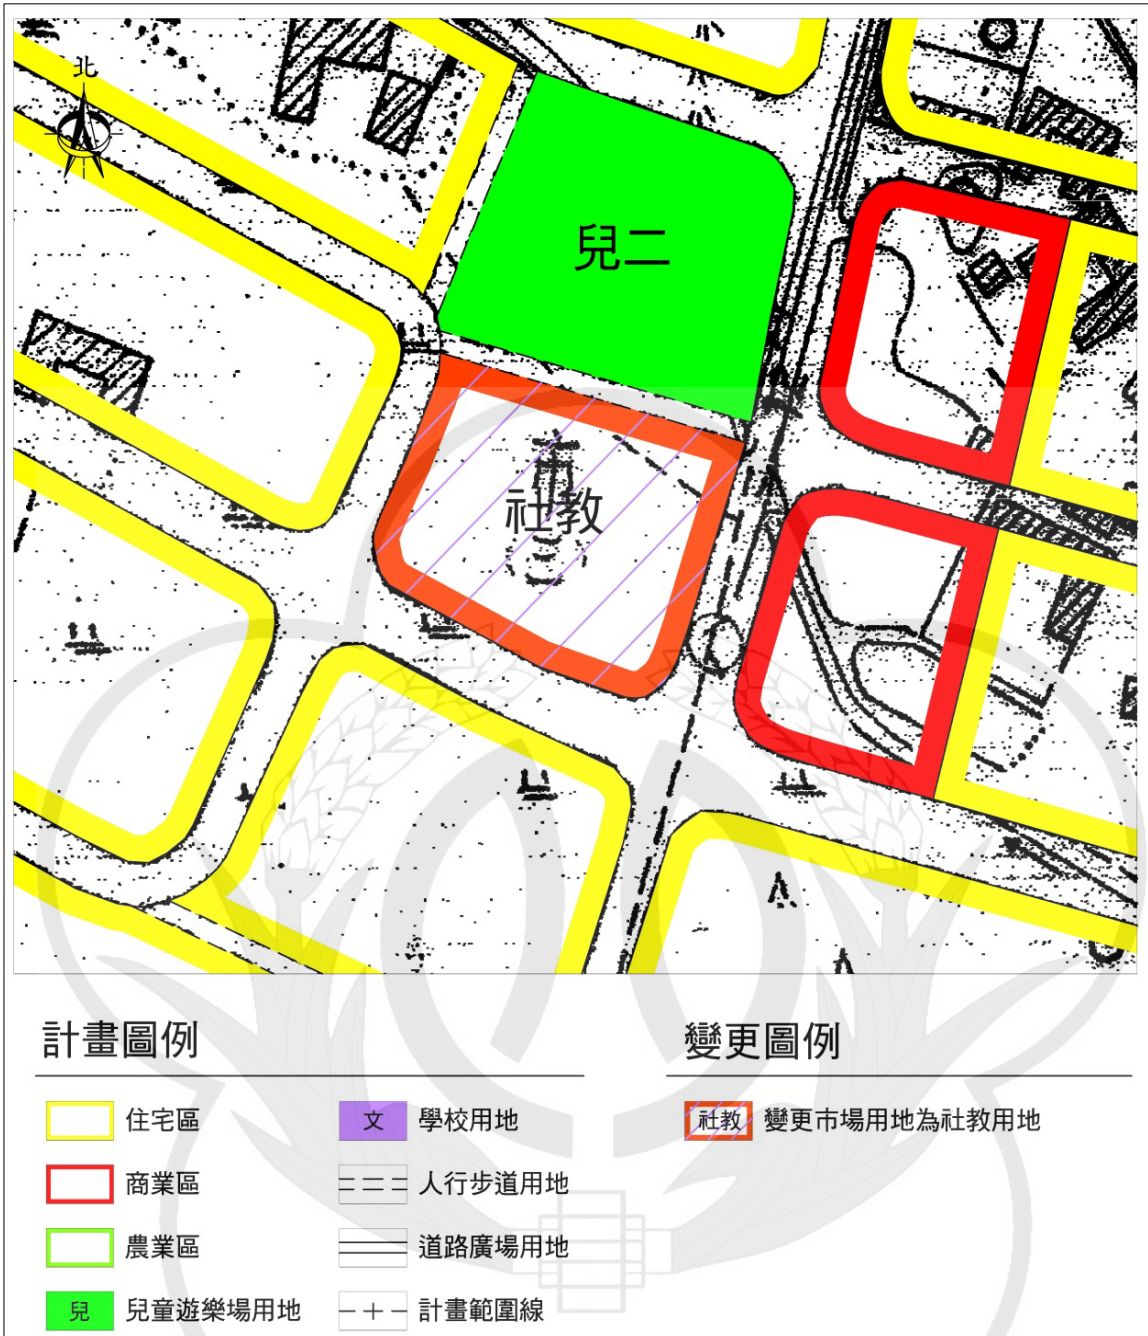 北
兒二
社教
計畫圖例
變更圖例
住宅區
文 學校用地
社教 變更市場用地為社教用地
商業區
人行步道用地
農業區
道路廣場用地
兒 兒童遊樂場用地
計畫範圍線